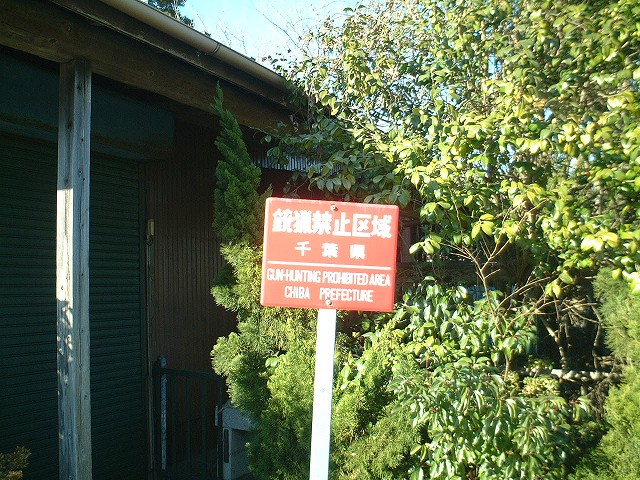 銃猟禁止区域
千葉県
GUN-HUNTING PROHIBITED AREA
CHIBA PREFECTURE